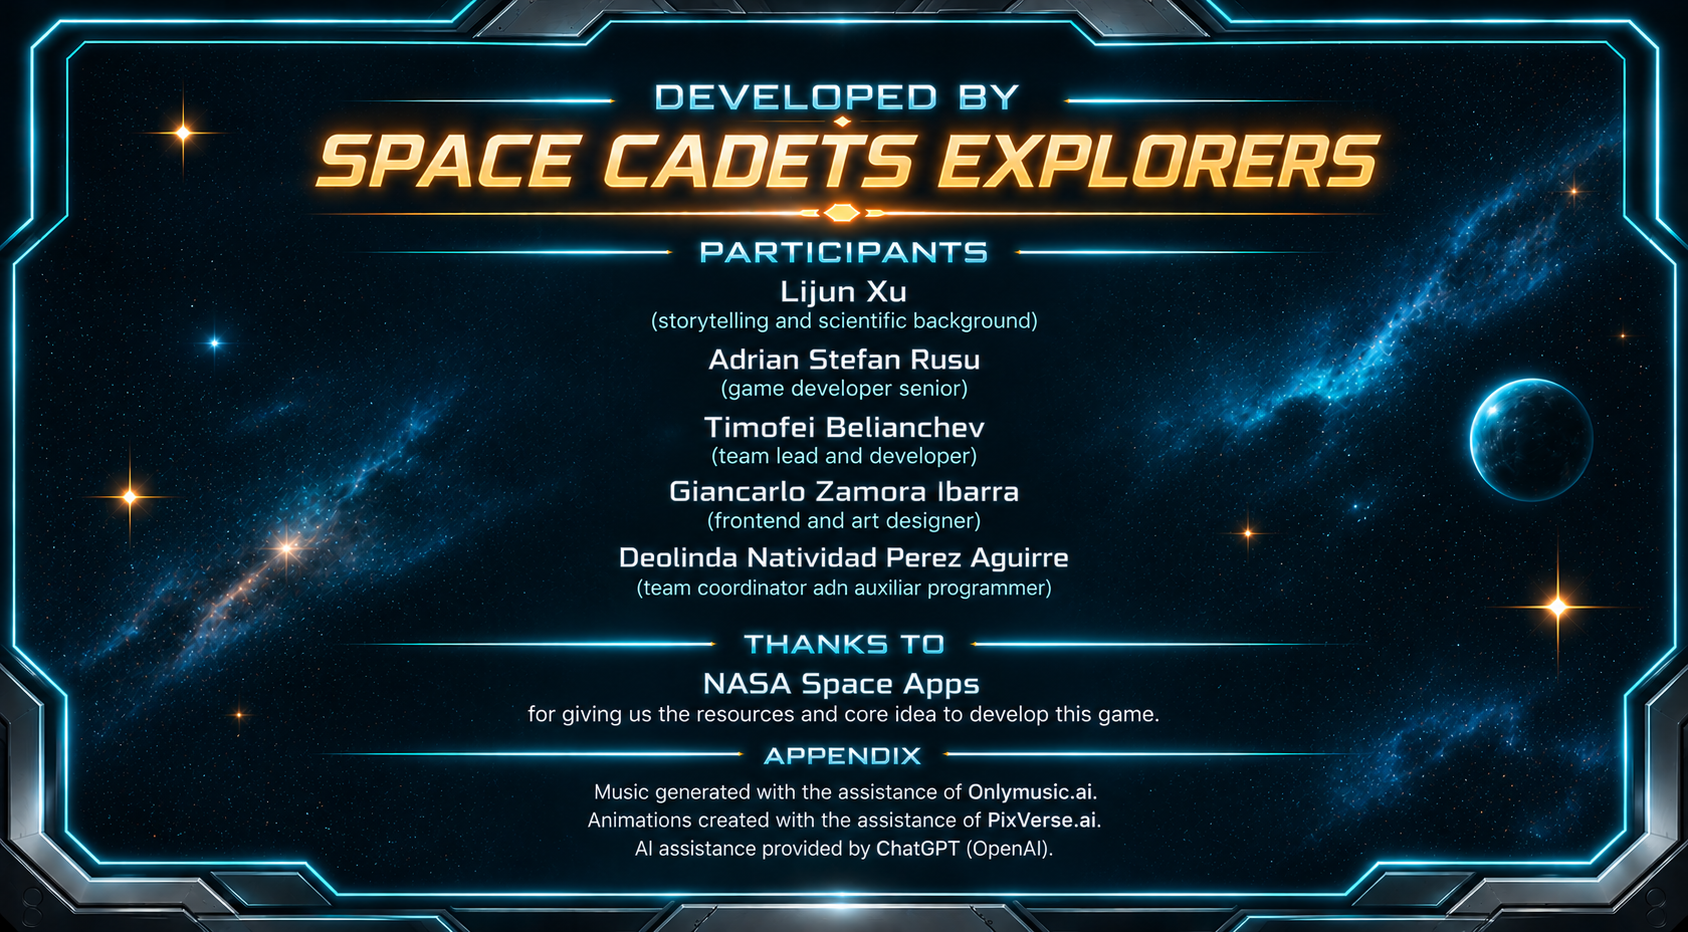 DEVELOPED BY
SPACE CADETS EXPLORERS
PARTICIPANTS
Lijun Xu
(storytelling and scientific background)
Adrian Stefan Rusu
(game developer senior)
Timofei Belianchev
(team lead and developer)
Giancarlo Zamora Ibarra
(frontend and art designer)
Deolinda Natividad Perez Aguirre
(team coordinator adn auxiliar programmer)
THANKS TO
NASA Space Apps
for giving us the resources and core idea to develop this game.
APPENDIX
Music generated with the assistance of Onlymusic.ai.
Animations created with the assistance of PixVerse.ai.
AI assistance provided by ChatGPT (OpenAI).